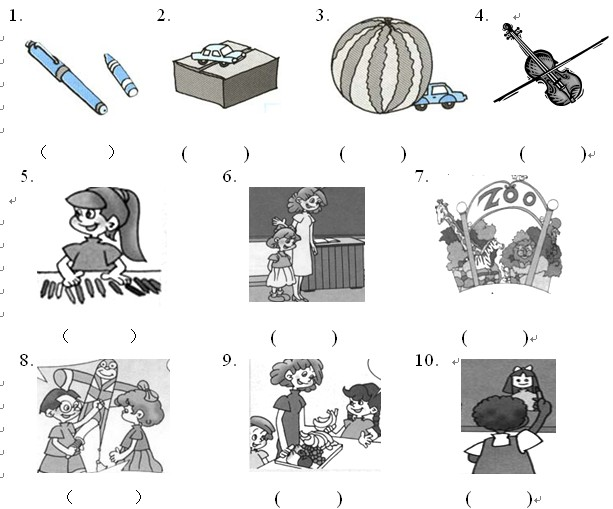 1. 2. 3. 4.
( ) ( ) ( ) ( )
5. 6. 7.
ZOO
( ) ( ) ( )
8. 9. 10.
( ) ( ) ( )